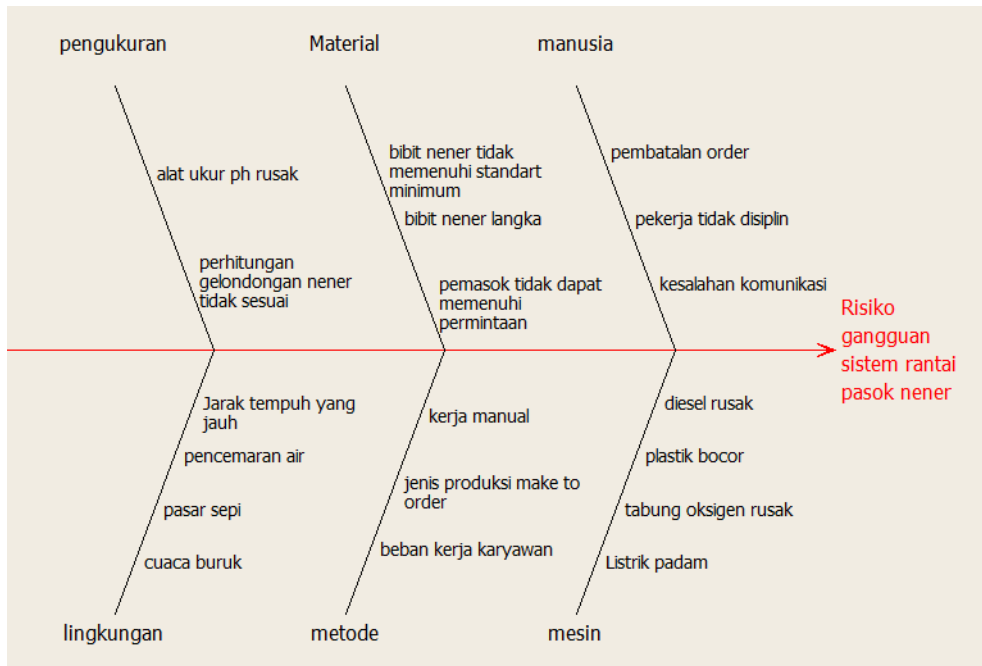 pengukuran
Material
manusia
alat ukur ph rusak
perhitungan
gelondongan nener
tidak sesuai
bibit nener tidak
memenuhi standart
minimum
bibit nener langka
pemasok tidak dapat
memenuhi
permintaan
pembatalan order
pekerja tidak disiplin
kesalahan komunikasi
Risiko
gangguan
sistem rantai
pasok nener
Jarak tempuh yang
jauh
pencemaran air
pasar sepi
cuaca buruk
kerja manual
jenis produksi make to
order
beban kerja karyawan
diesel rusak
plastik bocor
tabung oksigen rusak
Listrik padam
lingkungan
metode
mesin